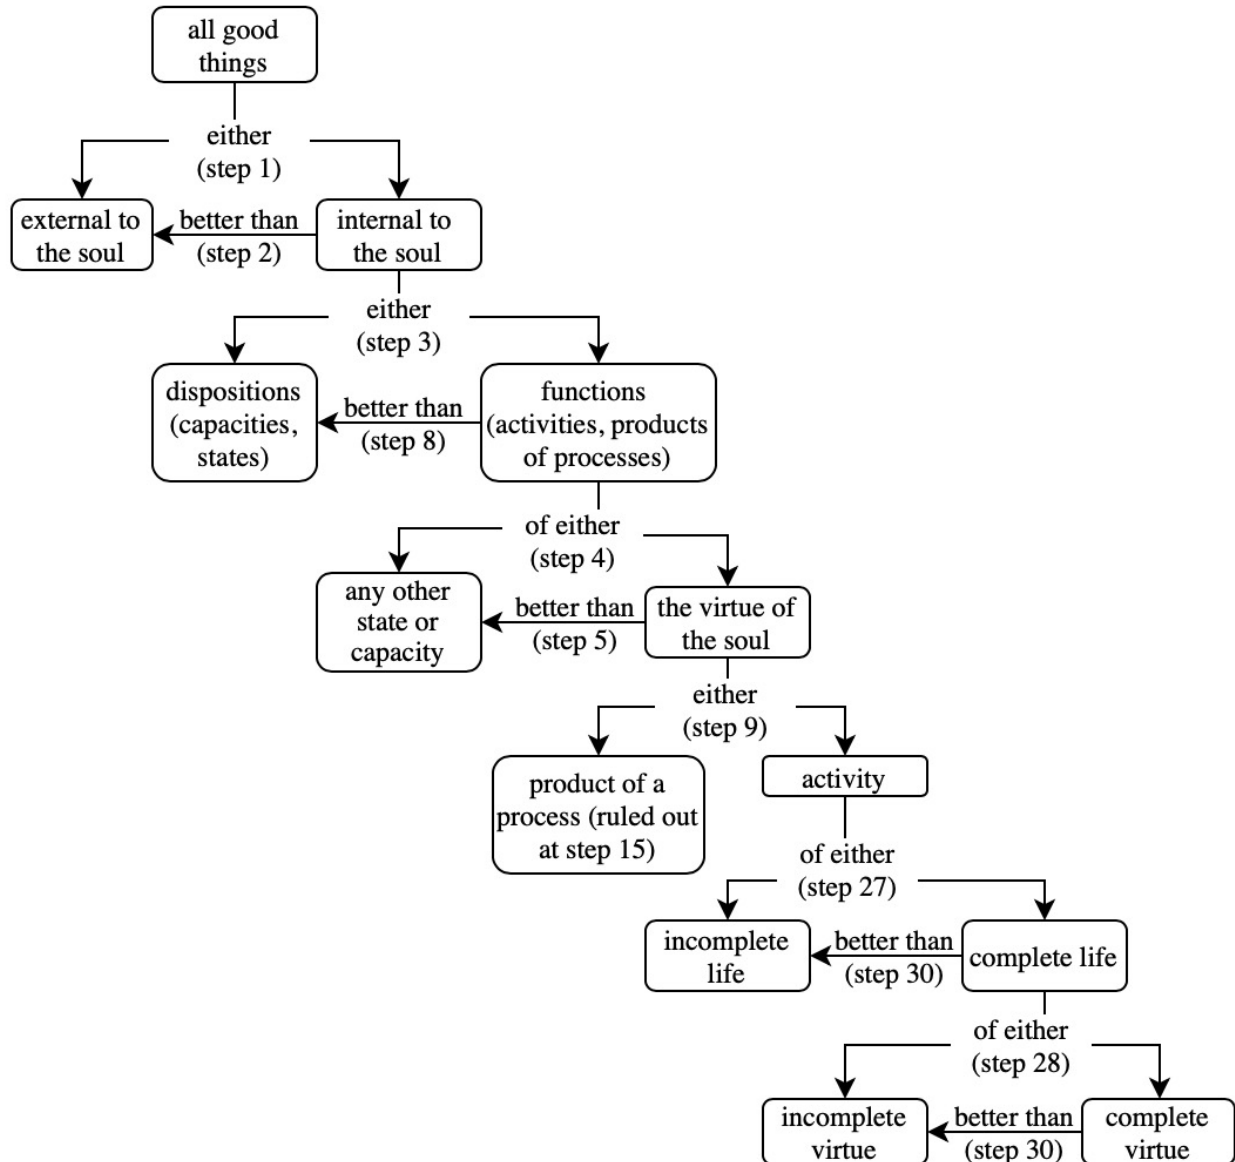 all good
things
either
(step 1)
external to
the soul
better than
(step 2)
internal to
the soul
either
(step 3)
dispositions
(capacities,
states)
better than
(step 8)
functions
(activities, products
of processes)
of either
(step 4)
any other
state or
capacity
better than
(step 5)
the virtue of
the soul
either
(step 9)
product of a
process (ruled out
at step 15)
activity
of either
(step 27)
incomplete
life
better than
(step 30)
complete life
of either
(step 28)
incomplete
virtue
better than
(step 30)
complete
virtue